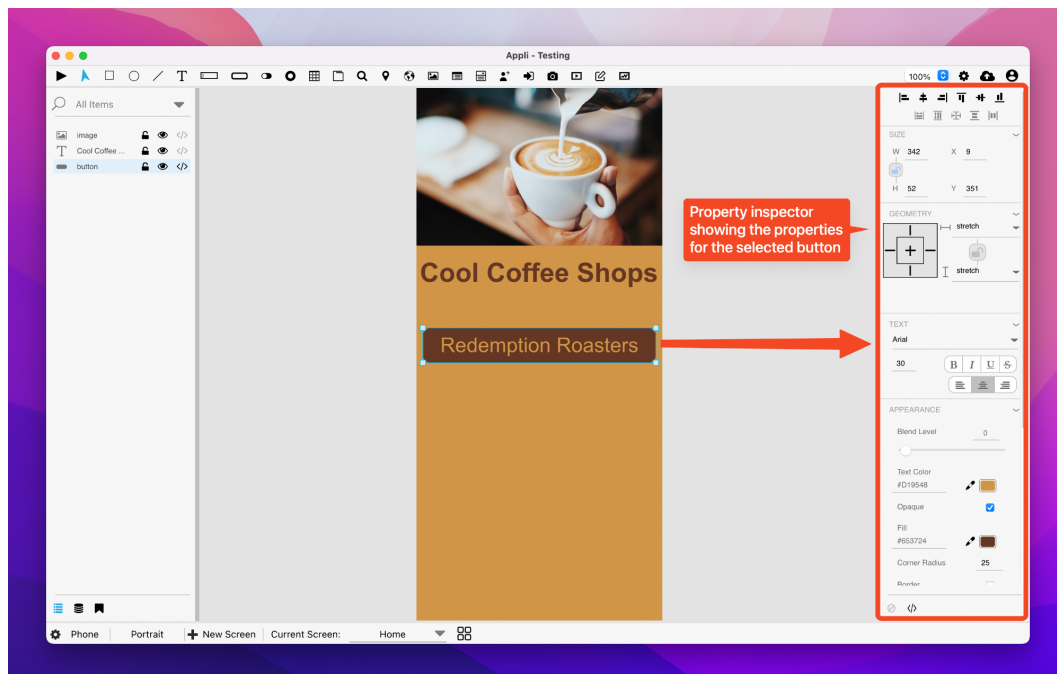 Appli - Testing
100%
All Items
image
Cool Coffee ...
button
Cool Coffee Shops
Redemption Roasters
Property inspector
showing the properties
for the selected button
SIZE
W 342 X 9
H 52 Y 351
GEOMETRY
stretch
stretch
TEXT
Arial
30 B I U S
APPEARANCE
Blend Level 0
Text Color
#D19548
Opaque
Fill
#653724
Corner Radius 25
Border
Phone Portrait New Screen Current Screen: Home